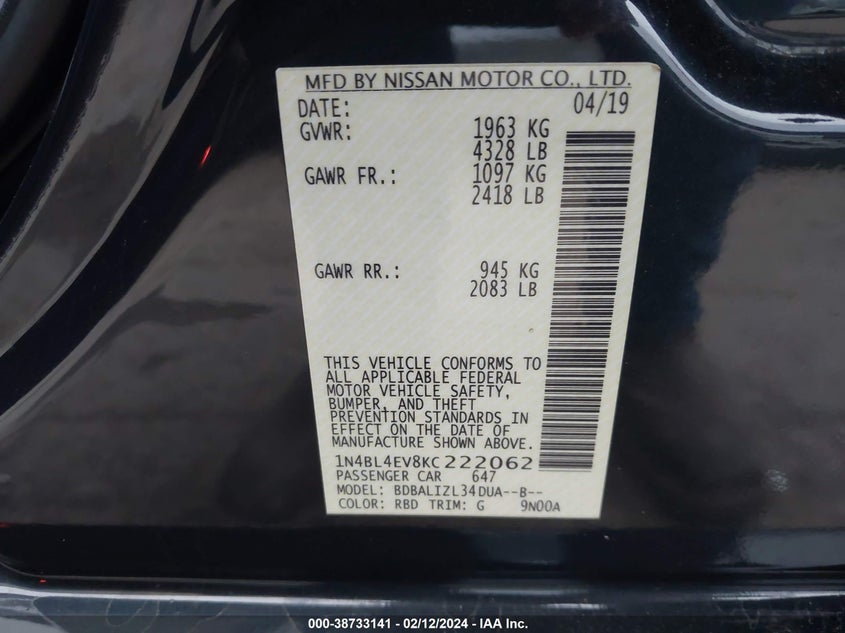 MFD BY NISSAN MOTOR CO., LTD.
DATE: 04/19
GVWR: 1963 KG
4328 LB
GAWR FR.: 1097 KG
2418 LB
GAWR RR.: 945 KG
2083 LB
THIS VEHICLE CONFORMS TO
ALL APPLICABLE FEDERAL
MOTOR VEHICLE SAFETY,
BUMPER, AND THEFT
PREVENTION STANDARDS IN
EFFECT ON THE DATE OF
MANUFACTURE SHOWN ABOVE.
1N4BL4EV8KC222062
PASSENGER CAR 647
MODEL: BDBALIZL34DUA--B--
COLOR: RBD TRIM: G 9N00A
000-38733141 - 02/12/2024 - IAA Inc.